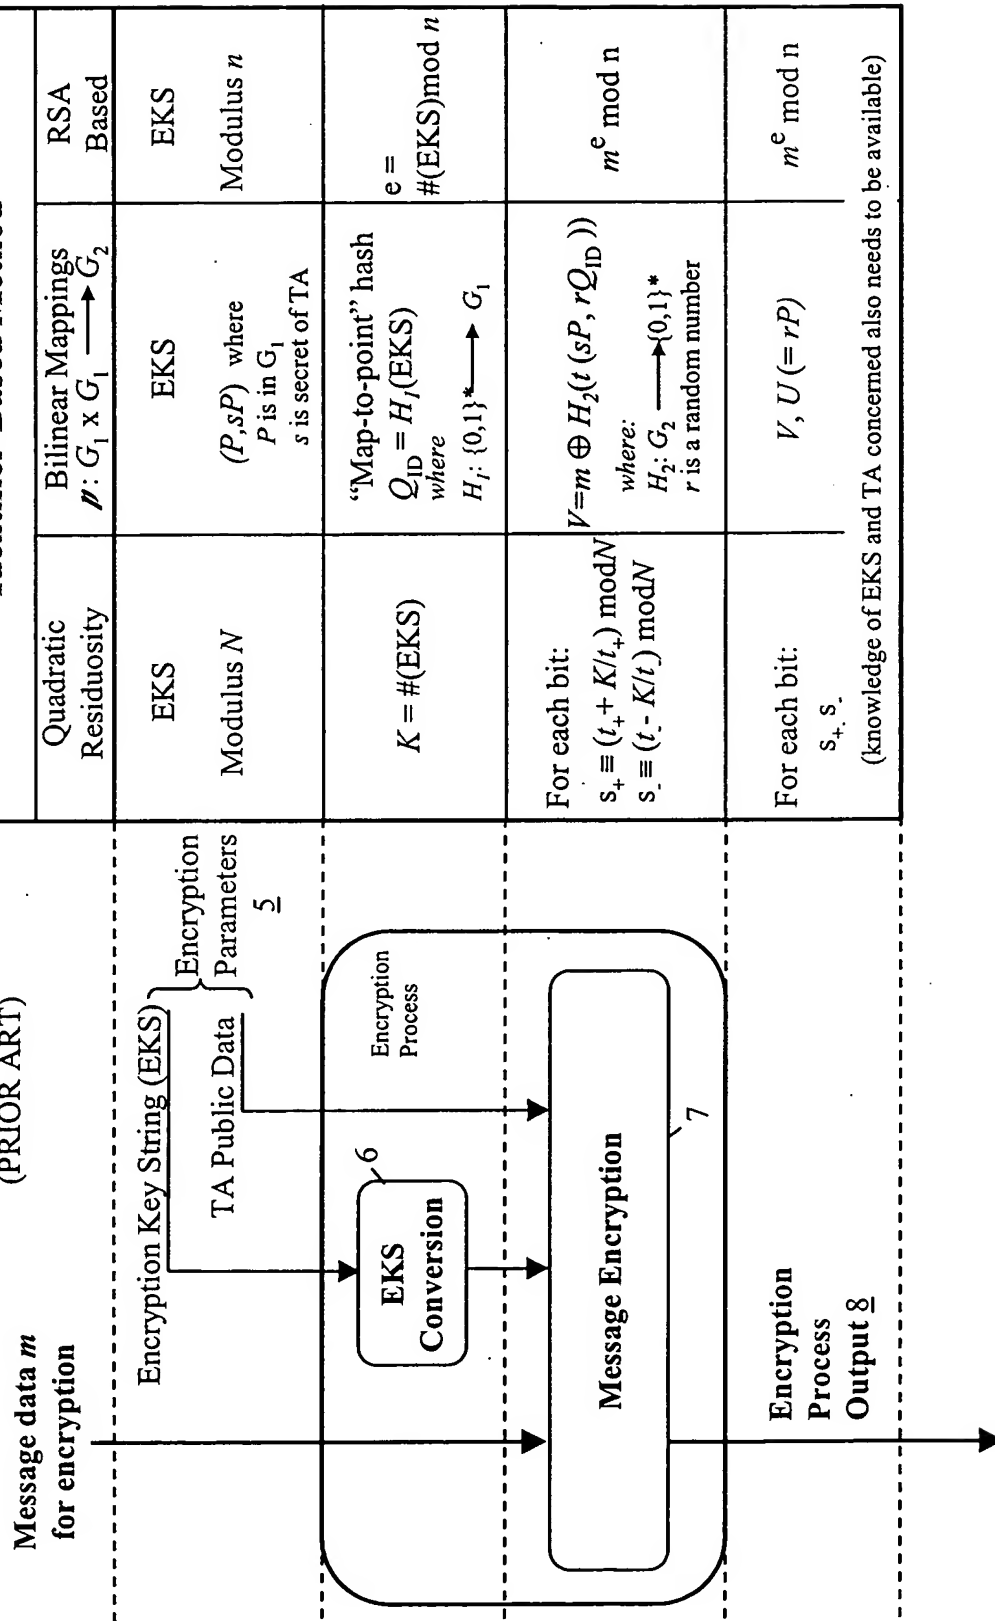 (PRIOR ART)
Message data m
for encryption
Encryption Key String (EKS)
TA Public Data
Encryption
Parameters
5
Encryption
Process
6
EKS
Conversion
Message Encryption
7
Encryption
Process
Output 8
Quadratic
Residuosity
Bilinear Mappings
p: G₁ x G₁ ⟶ G₂
RSA
Based
EKS
Modulus N
EKS
(P,sP) where
P is in G₁
s is secret of TA
EKS
Modulus n
K = #(EKS)
“Map-to-point” hash
Q_ID = H₁(EKS)
where
H₁: {0,1}* ⟶ G₁
e =
#(EKS)mod n
For each bit:
s₊ ≡ (t₊ + K/t₊) modN
s₋ ≡ (t₋ - K/t₋) modN
V=m ⊕ H₂(t (sP, rQ_ID))
where:
H₂: G₂ ⟶ {0,1}*
r is a random number
mᵉ mod n
For each bit:
s₊, s₋
V, U (= rP)
mᵉ mod n
(knowledge of EKS and TA concerned also needs to be available)